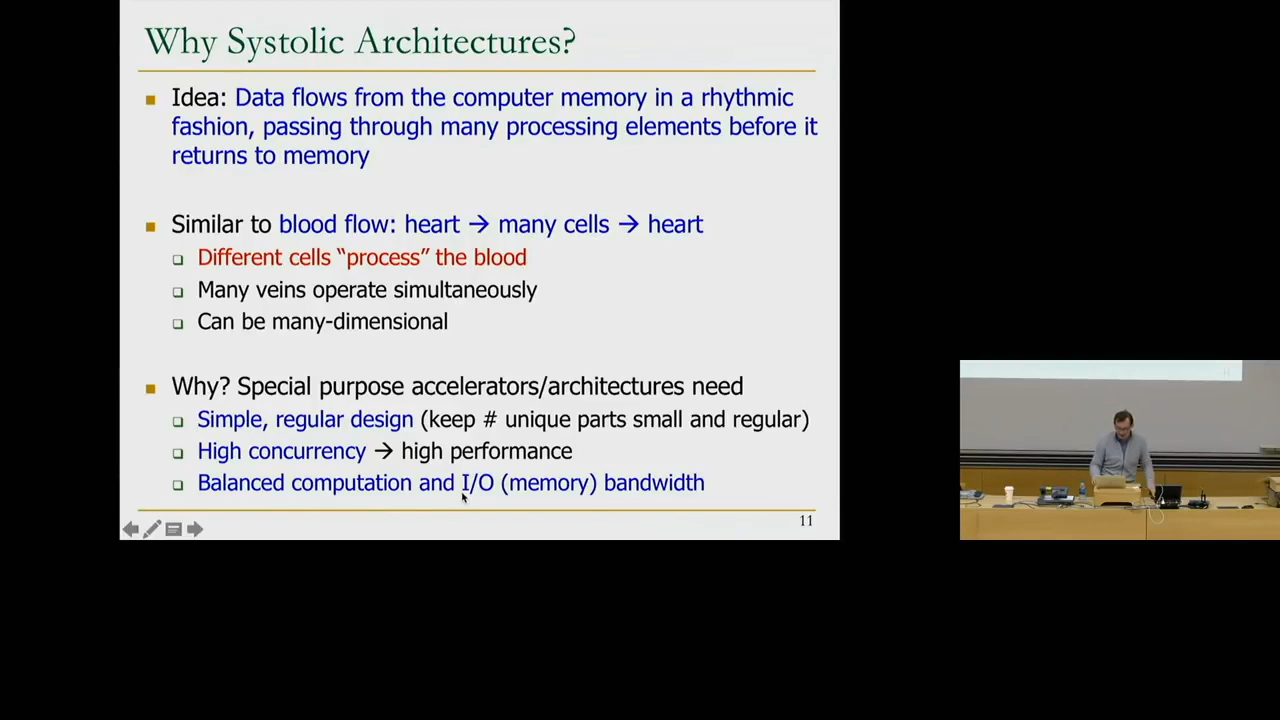 Why Systolic Architectures?
Idea: Data flows from the computer memory in a rhythmic
fashion, passing through many processing elements before it
returns to memory
Similar to blood flow: heart → many cells → heart
Different cells “process” the blood
Many veins operate simultaneously
Can be many-dimensional
Why? Special purpose accelerators/architectures need
Simple, regular design (keep # unique parts small and regular)
High concurrency → high performance
Balanced computation and I/O (memory) bandwidth
11